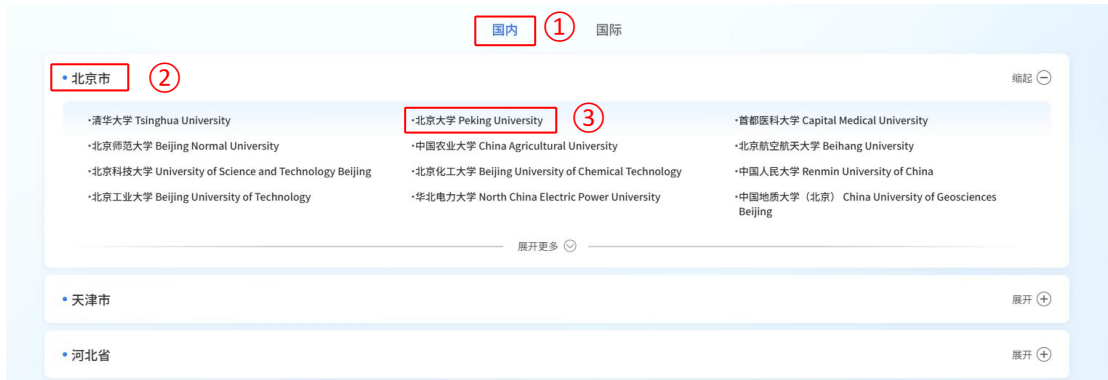 国内 ① 国际
•北京市 ② 缩起
·清华大学 Tsinghua University
·北京大学 Peking University ③
·首都医科大学 Capital Medical University
·北京师范大学 Beijing Normal University
·中国农业大学 China Agricultural University
·北京航空航天大学 Beihang University
·北京科技大学 University of Science and Technology Beijing
·北京化工大学 Beijing University of Chemical Technology
·中国人民大学 Renmin University of China
·北京工业大学 Beijing University of Technology
·华北电力大学 North China Electric Power University
·中国地质大学（北京） China University of Geosciences
Beijing
展开更多
•天津市 展开
•河北省 展开